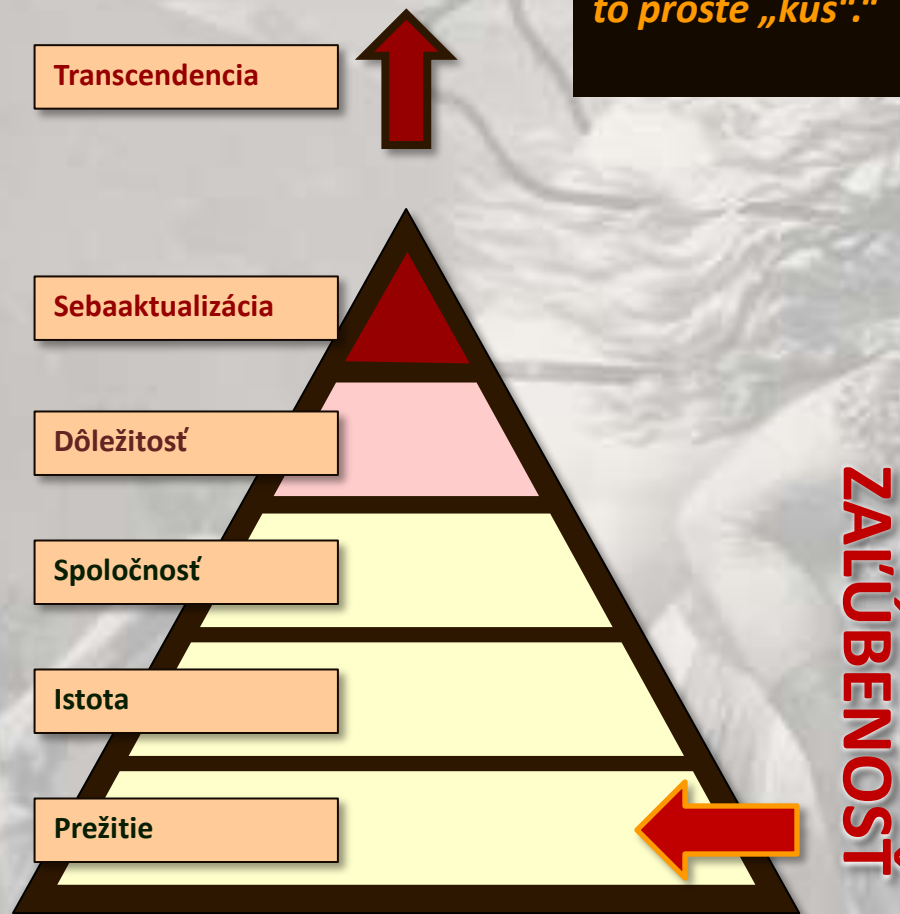 to proste „kus“.“
Transcendencia
Sebaaktualizácia
Dôležitosť
Spoločnosť
Istota
Prežitie
ZAĽÚBENOSŤ